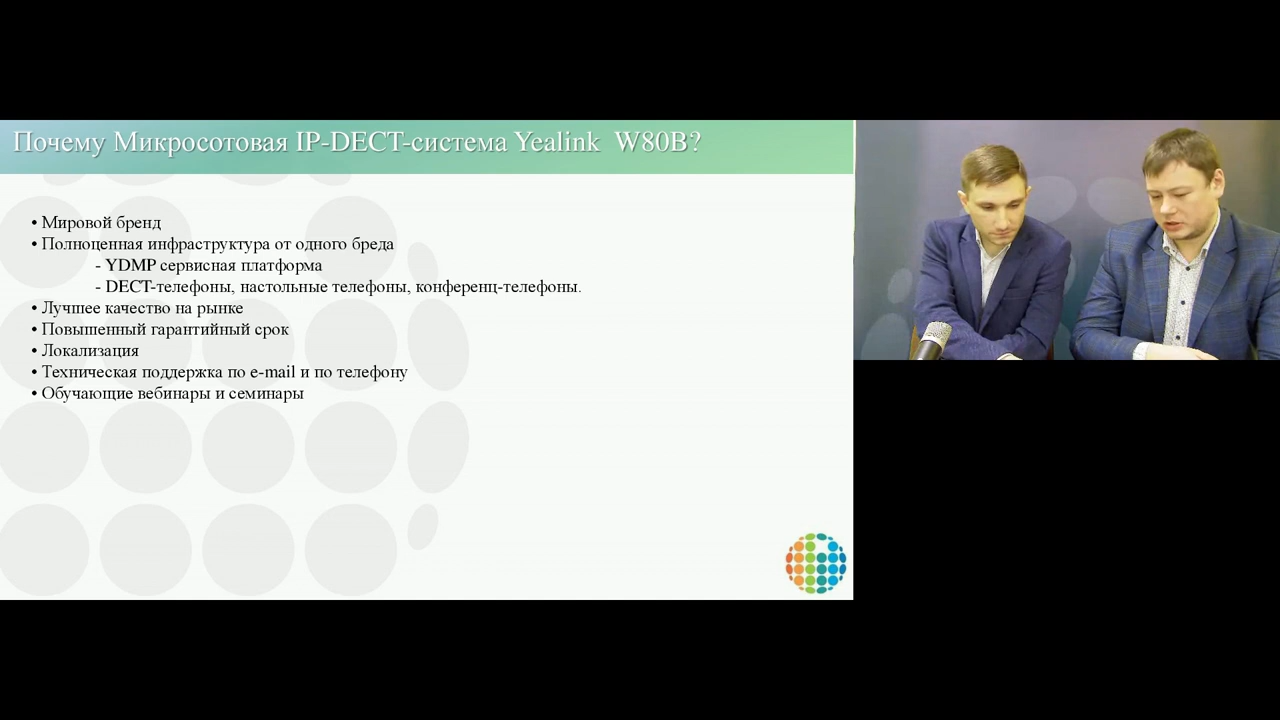 Почему Микросотовая IP-DECT-система Yealink W80B?
• Мировой бренд
• Полноценная инфраструктура от одного бреда
- YDMP сервисная платформа
- DECT-телефоны, настольные телефоны, конференц-телефоны.
• Лучшее качество на рынке
• Повышенный гарантийный срок
• Локализация
• Техническая поддержка по e-mail и по телефону
• Обучающие вебинары и семинары